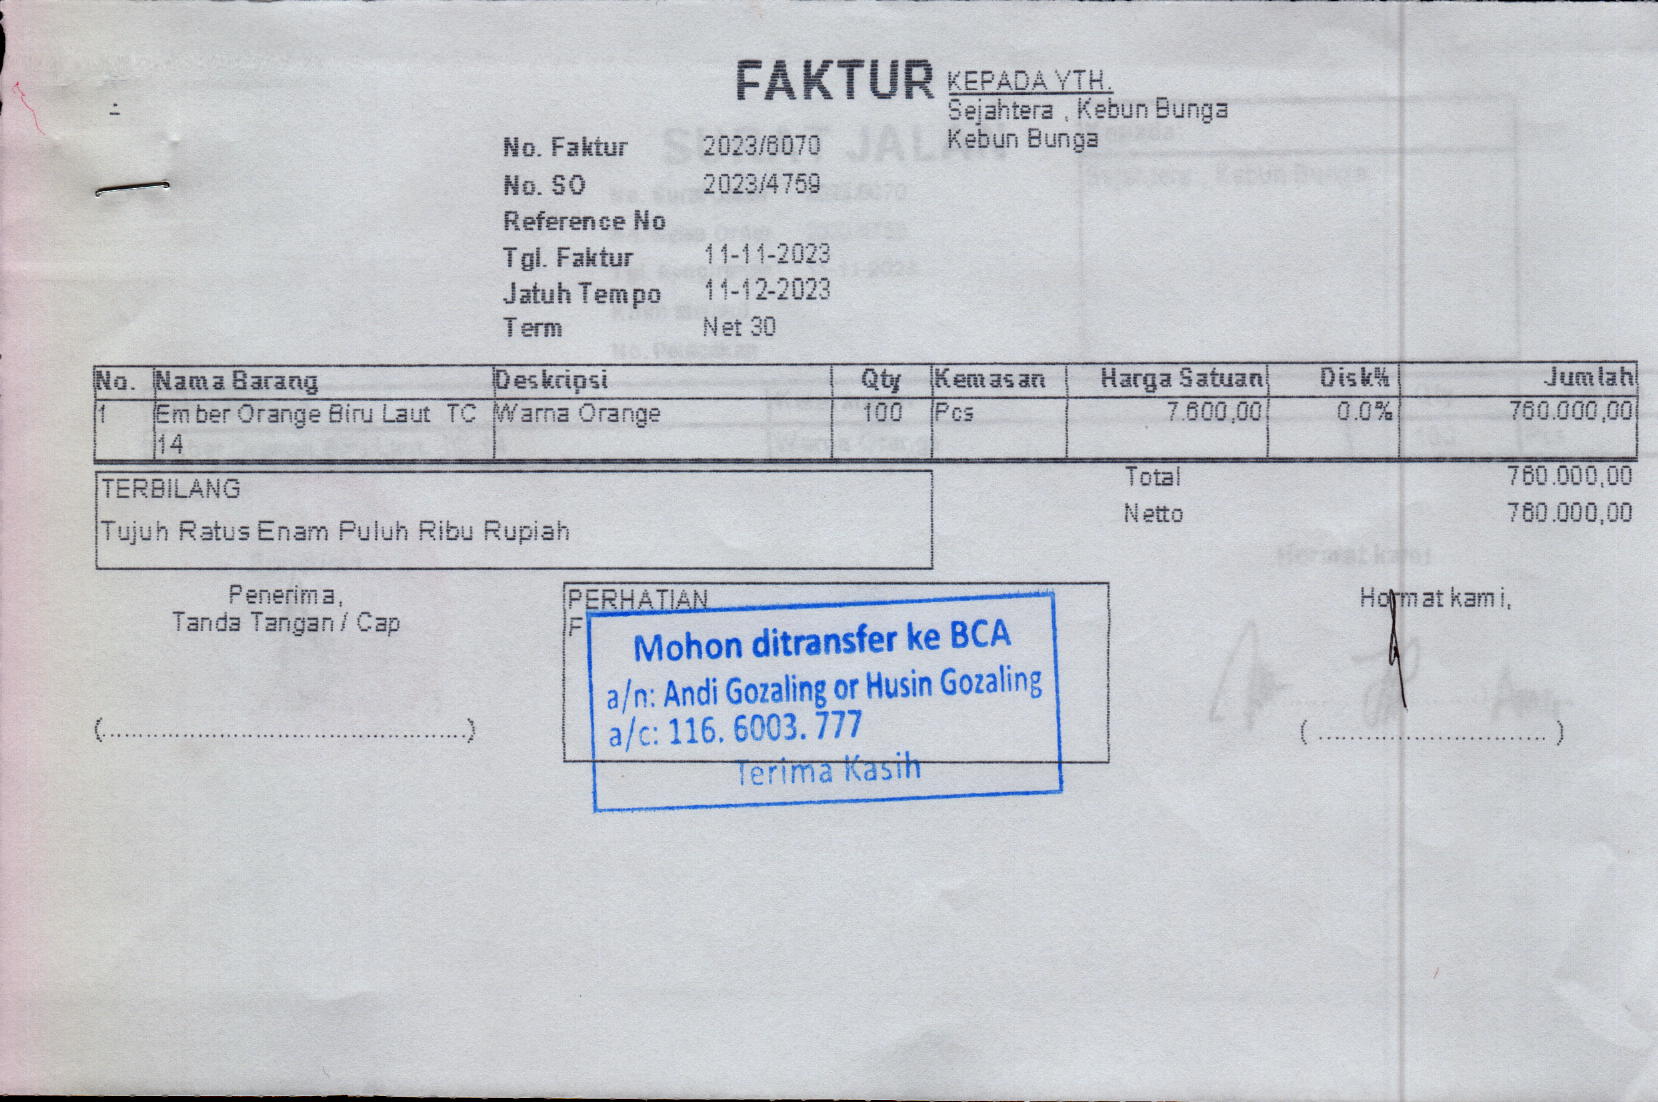 FAKTUR
KEPADA YTH.
Sejahtera , Kebun Bunga
Kebun Bunga
No. Faktur 2023/6070
No. SO 2023/4759
Reference No
Tgl. Faktur 11-11-2023
Jatuh Tempo 11-12-2023
Term Net 30
No. Nama Barang Deskripsi Qty Kemasan Harga Satuan Disk% Jumlah
1 Ember Orange Biru Laut TC Warna Orange 100 Pcs 7.600,00 0.0% 760.000,00
14
Total 760.000,00
Netto 760.000,00
TERBILANG
Tujuh Ratus Enam Puluh Ribu Rupiah
Penerima,
Tanda Tangan / Cap
(..............................................)
PERHATIAN
F
Mohon ditransfer ke BCA
a/n: Andi Gozaling or Husin Gozaling
a/c: 116. 6003. 777
Terima Kasih
Hormat kami,
( ............................. )